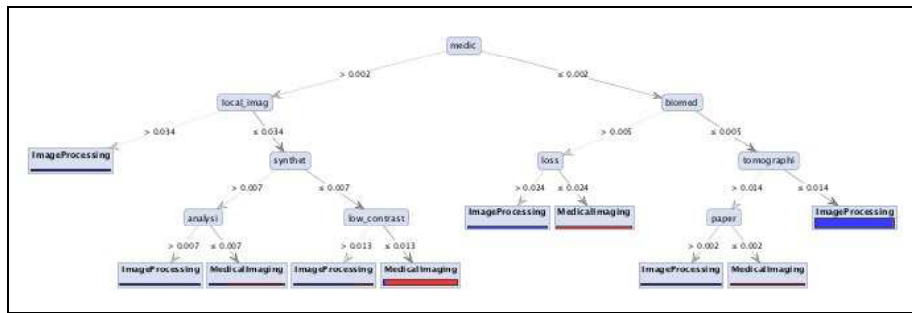 medic
> 0.002 ≤ 0.002
local_imag biomed
> 0.034 ≤ 0.034 > 0.005 ≤ 0.005
ImageProcessing synthet loss tomographi
> 0.007 ≤ 0.007 > 0.024 ≤ 0.024 > 0.014 ≤ 0.014
analysi low_contrast ImageProcessing MedicalImaging paper ImageProcessing
> 0.007 ≤ 0.007 > 0.013 ≤ 0.013 > 0.002 ≤ 0.002
ImageProcessing MedicalImaging ImageProcessing MedicalImaging ImageProcessing MedicalImaging